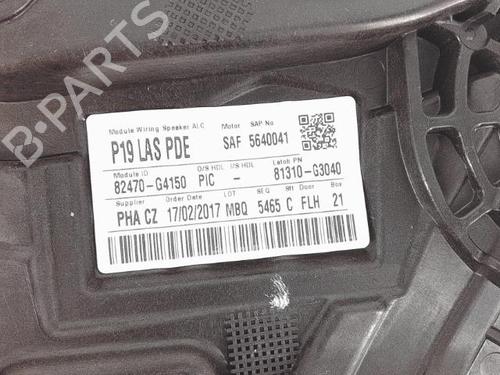 B-PARTS
Module Wiring Speaker ALC Motor SAP-No
P19 LAS PDE SAF 5640041
Module ID O/S HDL I/S HDL Latch PN
82470-G4150 PIC - 81310-G3040
Supplier Order Date LOT SEQ Sft Door Box
PHA CZ 17/02/2017 MBQ 5465 C FLH 21